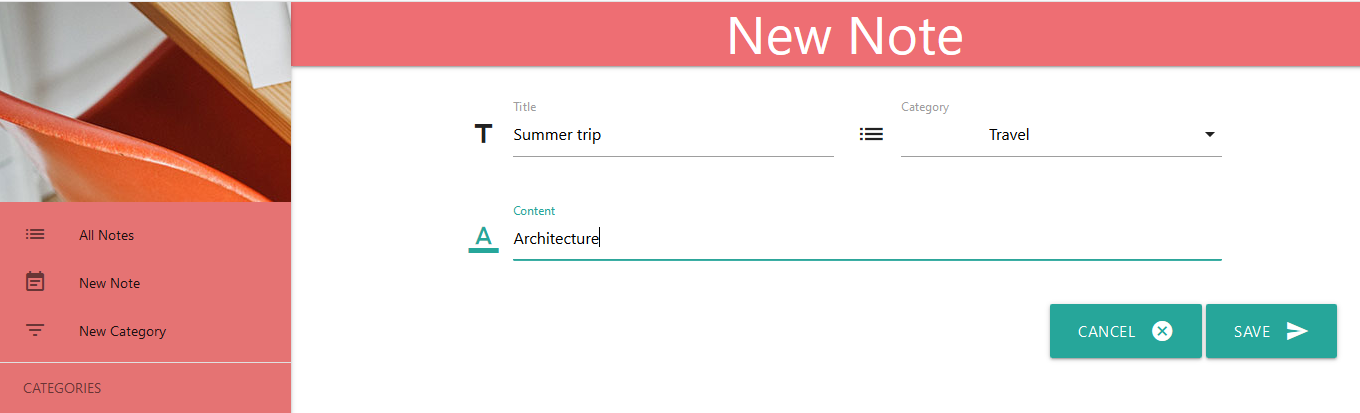 New Note
Title
Category
T
Summer trip
Travel
Content
A
Architecture
All Notes
New Note
New Category
CANCEL
SAVE
CATEGORIES